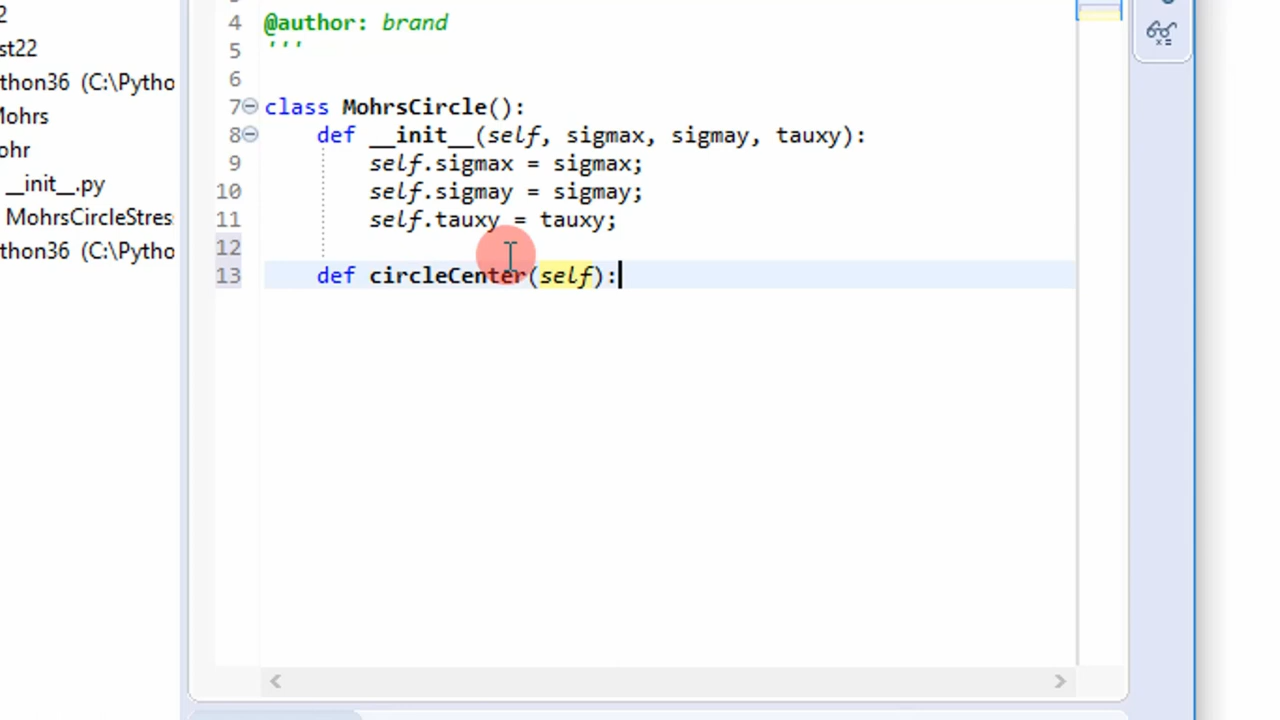 2
st22
thon36 (C:\Pytho
Mohrs
ohr
__init__.py
MohrsCircleStres
thon36 (C:\Pytho
4 @author: brand
5 '''
6
7 class MohrsCircle():
8 def __init__(self, sigmax, sigmay, tauxy):
9 self.sigmax = sigmax;
10 self.sigmay = sigmay;
11 self.tauxy = tauxy;
12
13 def circleCenter(self):